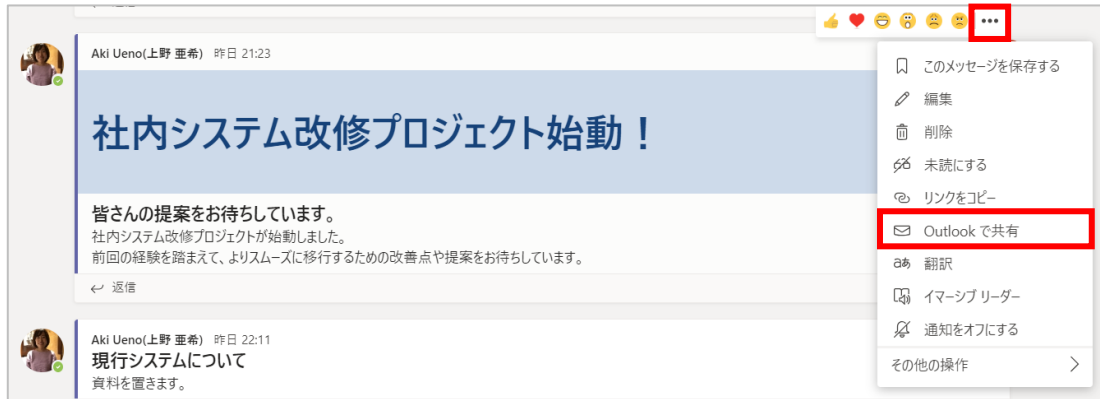 Aki Ueno(上野 亜希) 昨日 21:23
社内システム改修プロジェクト始動！
皆さんの提案をお待ちしています。
社内システム改修プロジェクトが始動しました。
前回の経験を踏まえて、よりスムーズに移行するための改善点や提案をお待ちしています。
返信
Aki Ueno(上野 亜希) 昨日 22:11
現行システムについて
資料を置きます。
このメッセージを保存する
編集
削除
未読にする
リンクをコピー
Outlook で共有
aあ 翻訳
イマーシブ リーダー
通知をオフにする
その他の操作